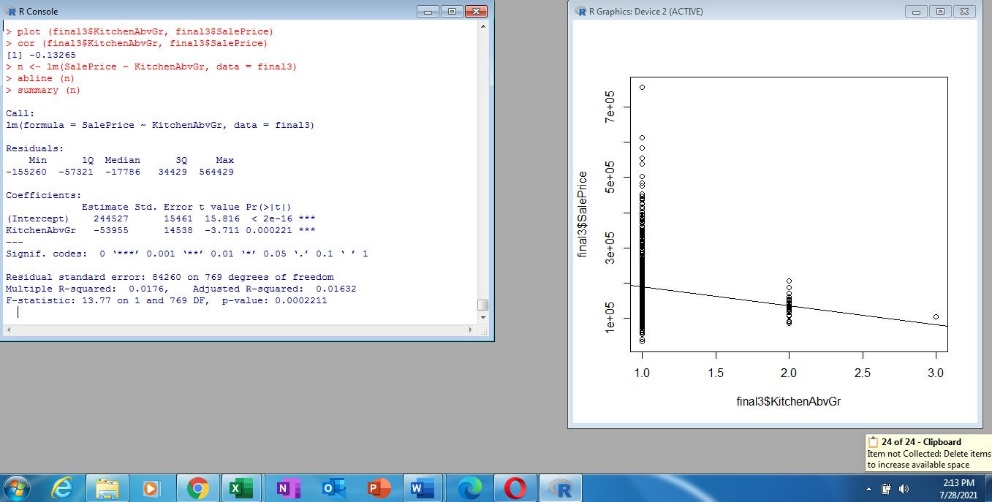 R Console
> plot (final3$KitchenAbvGr, final3$SalePrice)
> cor (final3$KitchenAbvGr, final3$SalePrice)
[1] -0.13265
> n <- lm(SalePrice ~ KitchenAbvGr, data = final3)
> abline (n)
> summary (n)
Call:
lm(formula = SalePrice ~ KitchenAbvGr, data = final3)
Residuals:
Min 1Q Median 3Q Max
-155260 -57321 -17786 34429 564429
Coefficients:
Estimate Std. Error t value Pr(>|t|)
(Intercept) 244527 15461 15.816 < 2e-16 ***
KitchenAbvGr -53955 14538 -3.711 0.000221 ***
---
Signif. codes: 0 ‘***’ 0.001 ‘**’ 0.01 ‘*’ 0.05 ‘.’ 0.1 ‘ ’ 1
Residual standard error: 84260 on 769 degrees of freedom
Multiple R-squared: 0.0176, Adjusted R-squared: 0.01632
F-statistic: 13.77 on 1 and 769 DF, p-value: 0.0002211
R Graphics: Device 2 (ACTIVE)
7e+05
5e+05
3e+05
1e+05
final3$SalePrice
1.0 1.5 2.0 2.5 3.0
final3$KitchenAbvGr
24 of 24 - Clipboard
Item not Collected: Delete items
to increase available space
2:13 PM
7/28/2021